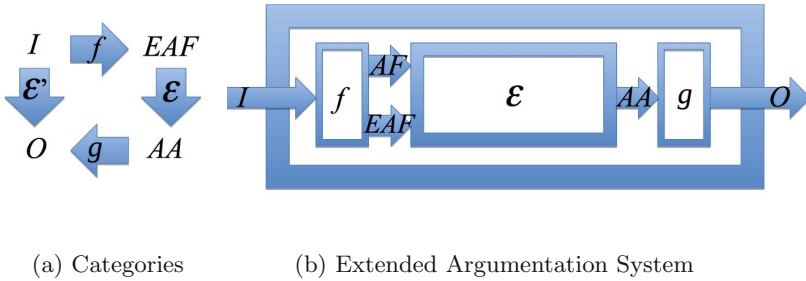 I f EAF
ε’ ε
O g AA
I f AF EAF ε AA g O
(a) Categories
(b) Extended Argumentation System